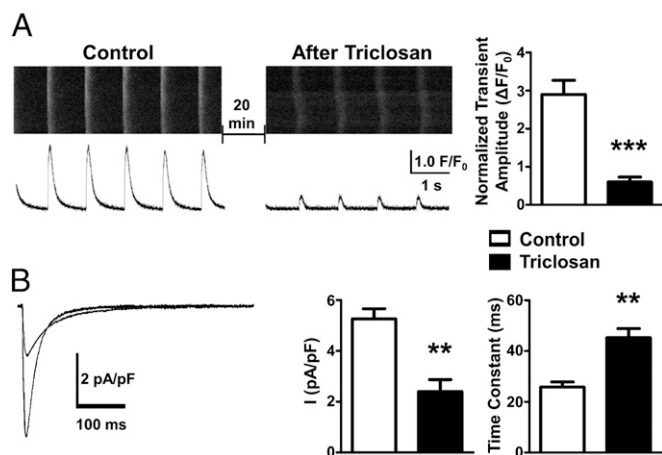 A
Control
After Triclosan
20
min
1.0 F/F0
1 s
Normalized Transient
Amplitude (ΔF/F0)
4
3
2
1
0
***
Control
Triclosan
B
2 pA/pF
100 ms
I (pA/pF)
6
4
2
0
**
Time Constant (ms)
60
40
20
0
**